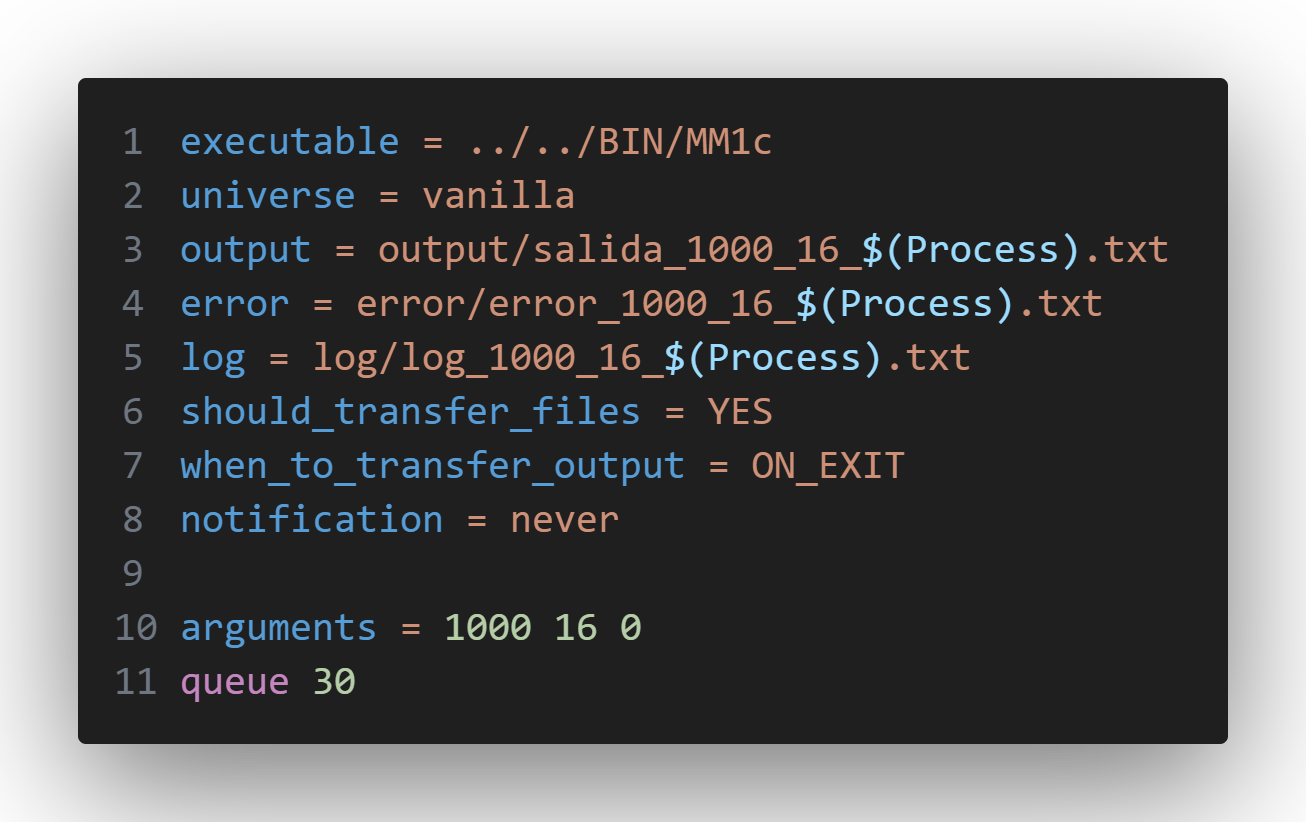 1 executable = ../../BIN/MM1c
2 universe = vanilla
3 output = output/salida_1000_16_$(Process).txt
4 error = error/error_1000_16_$(Process).txt
5 log = log/log_1000_16_$(Process).txt
6 should_transfer_files = YES
7 when_to_transfer_output = ON_EXIT
8 notification = never
9
10 arguments = 1000 16 0
11 queue 30